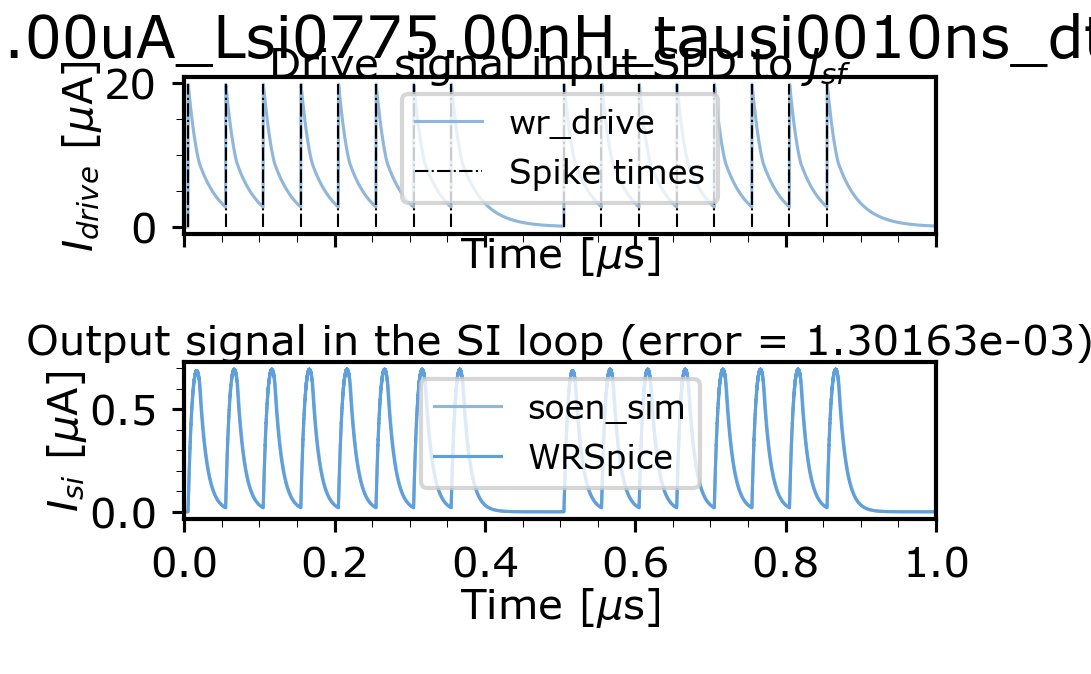 .00uA_Lsi0775.00nH_tausi0010ns_dt
Drive signal input SPD to J_sf
I_drive [μA]
20
0
wr_drive
Spike times
Time [μs]
Output signal in the SI loop (error = 1.30163e-03)
I_si [μA]
0.5
0.0
soen_sim
WRSpice
0.0 0.2 0.4 0.6 0.8 1.0
Time [μs]